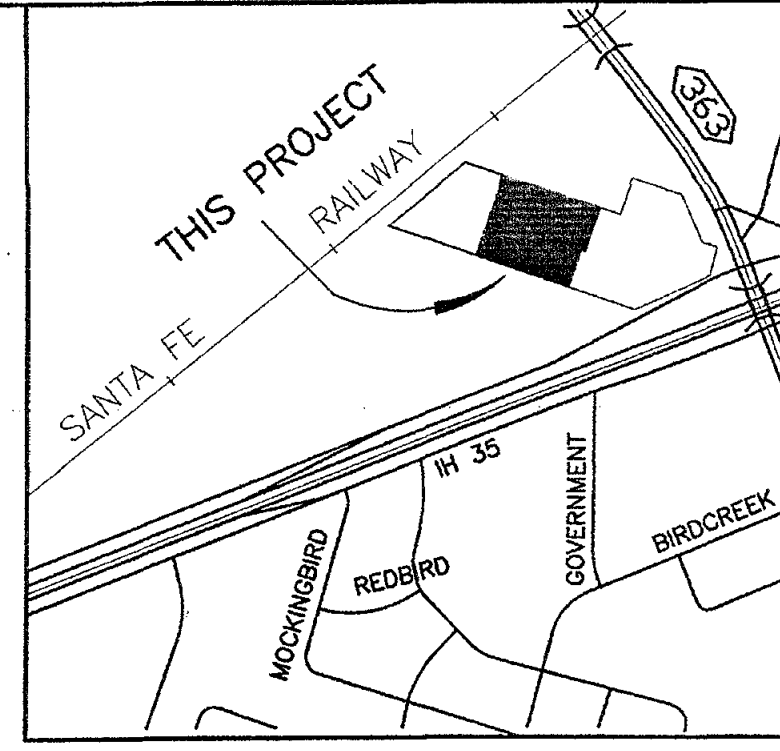 363
THIS PROJECT
RAILWAY
SANTA FE
IH 35
GOVERNMENT
BIRDCREEK
MOCKINGBIRD
REDBIRD